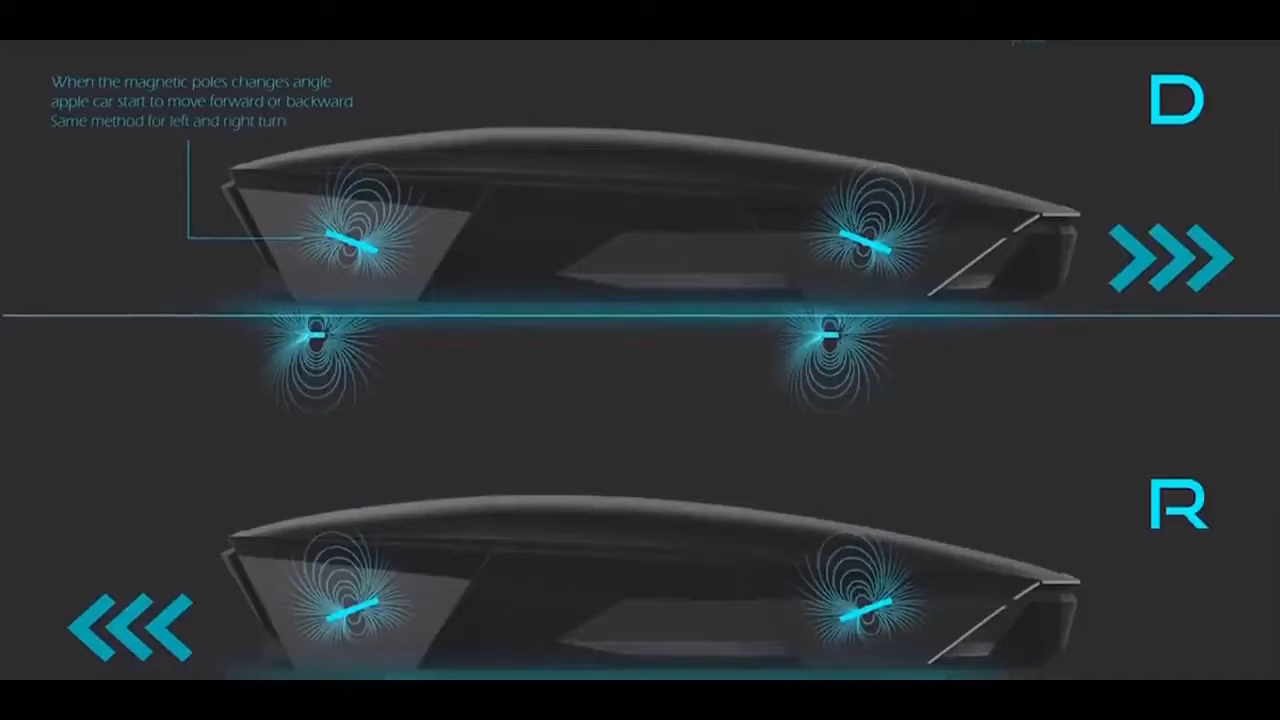 When the magnetic poles changes angle
apple car start to move forward or backward
Same method for left and right turn
D
R